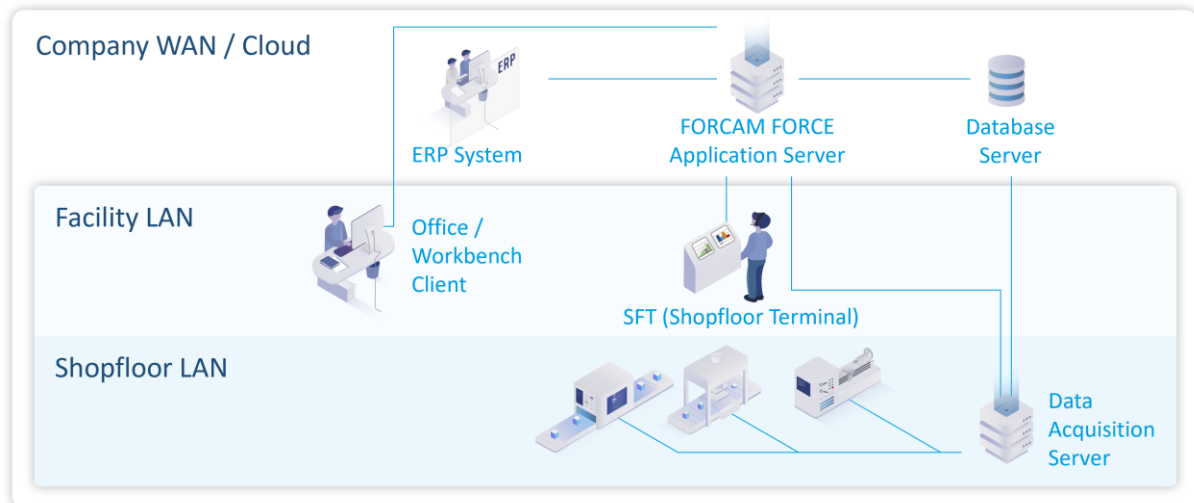 Company WAN / Cloud
ERP
ERP System
FORCAM FORCE
Application Server
Database
Server
Facility LAN
Office /
Workbench
Client
SFT (Shopfloor Terminal)
Shopfloor LAN
Data
Acquisition
Server